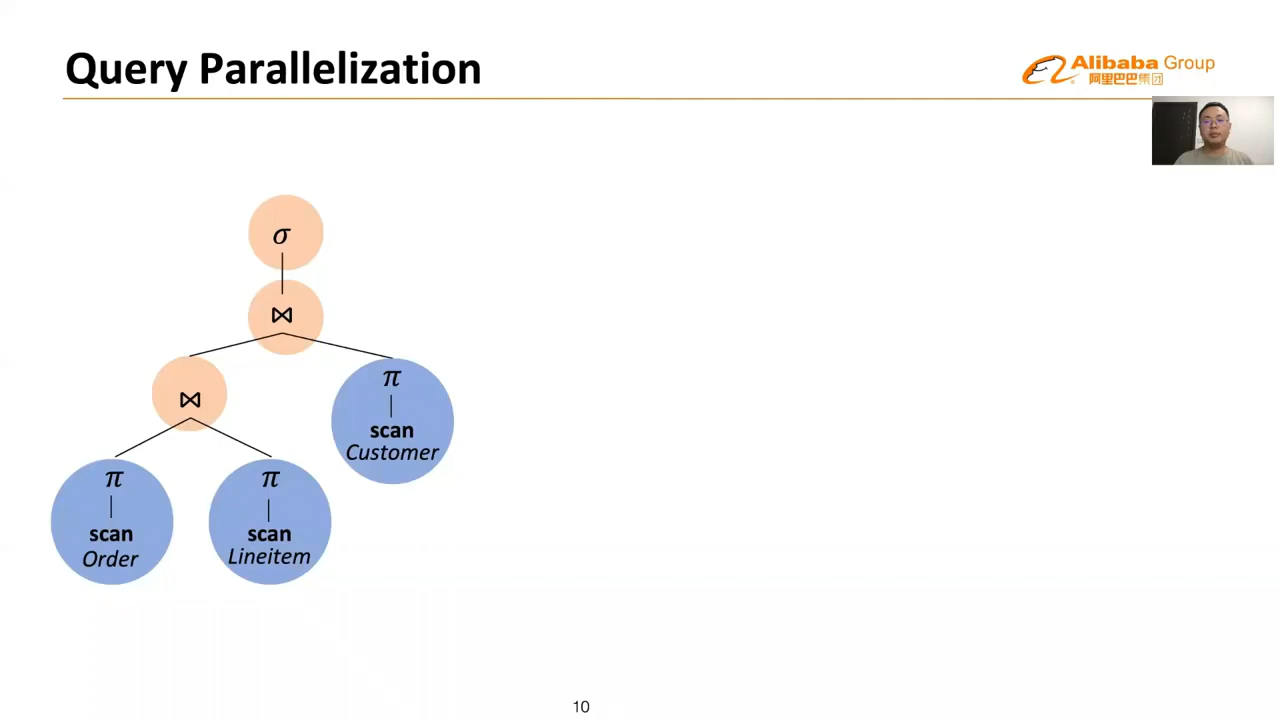 Query Parallelization
Alibaba Group
阿里巴巴集团
σ
⋈
⋈
π
scan
Customer
π
scan
Order
π
scan
Lineitem
10